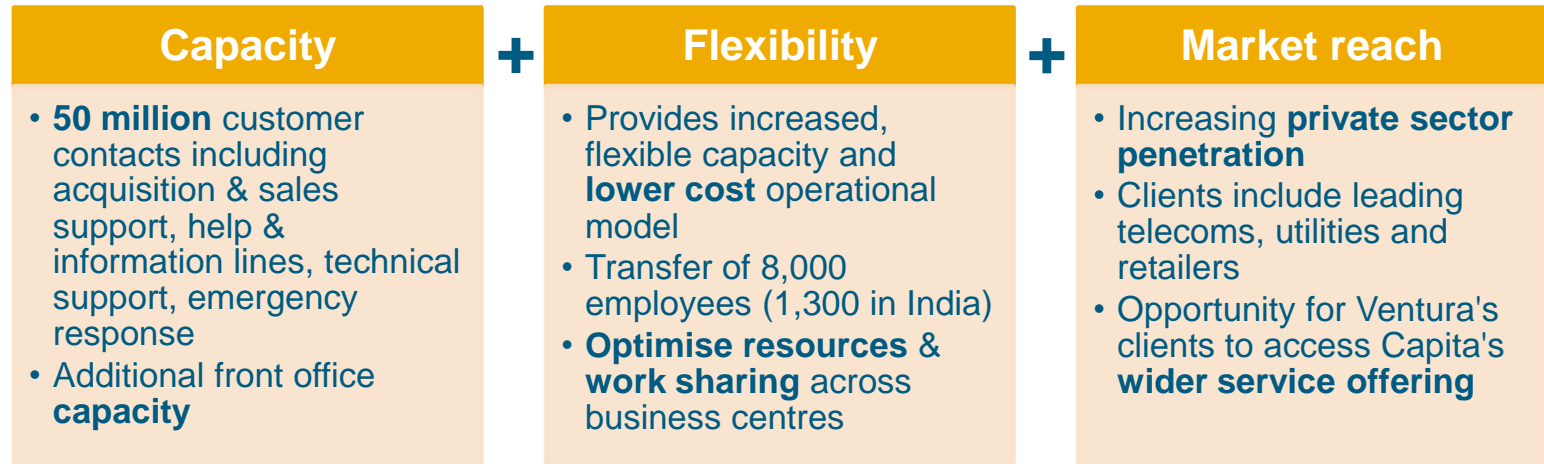 Capacity
• 50 million customer
contacts including
acquisition & sales
support, help &
information lines, technical
support, emergency
response
• Additional front office
capacity
+
Flexibility
• Provides increased,
flexible capacity and
lower cost operational
model
• Transfer of 8,000
employees (1,300 in India)
• Optimise resources &
work sharing across
business centres
+
Market reach
• Increasing private sector
penetration
• Clients include leading
telecoms, utilities and
retailers
• Opportunity for Ventura's
clients to access Capita's
wider service offering